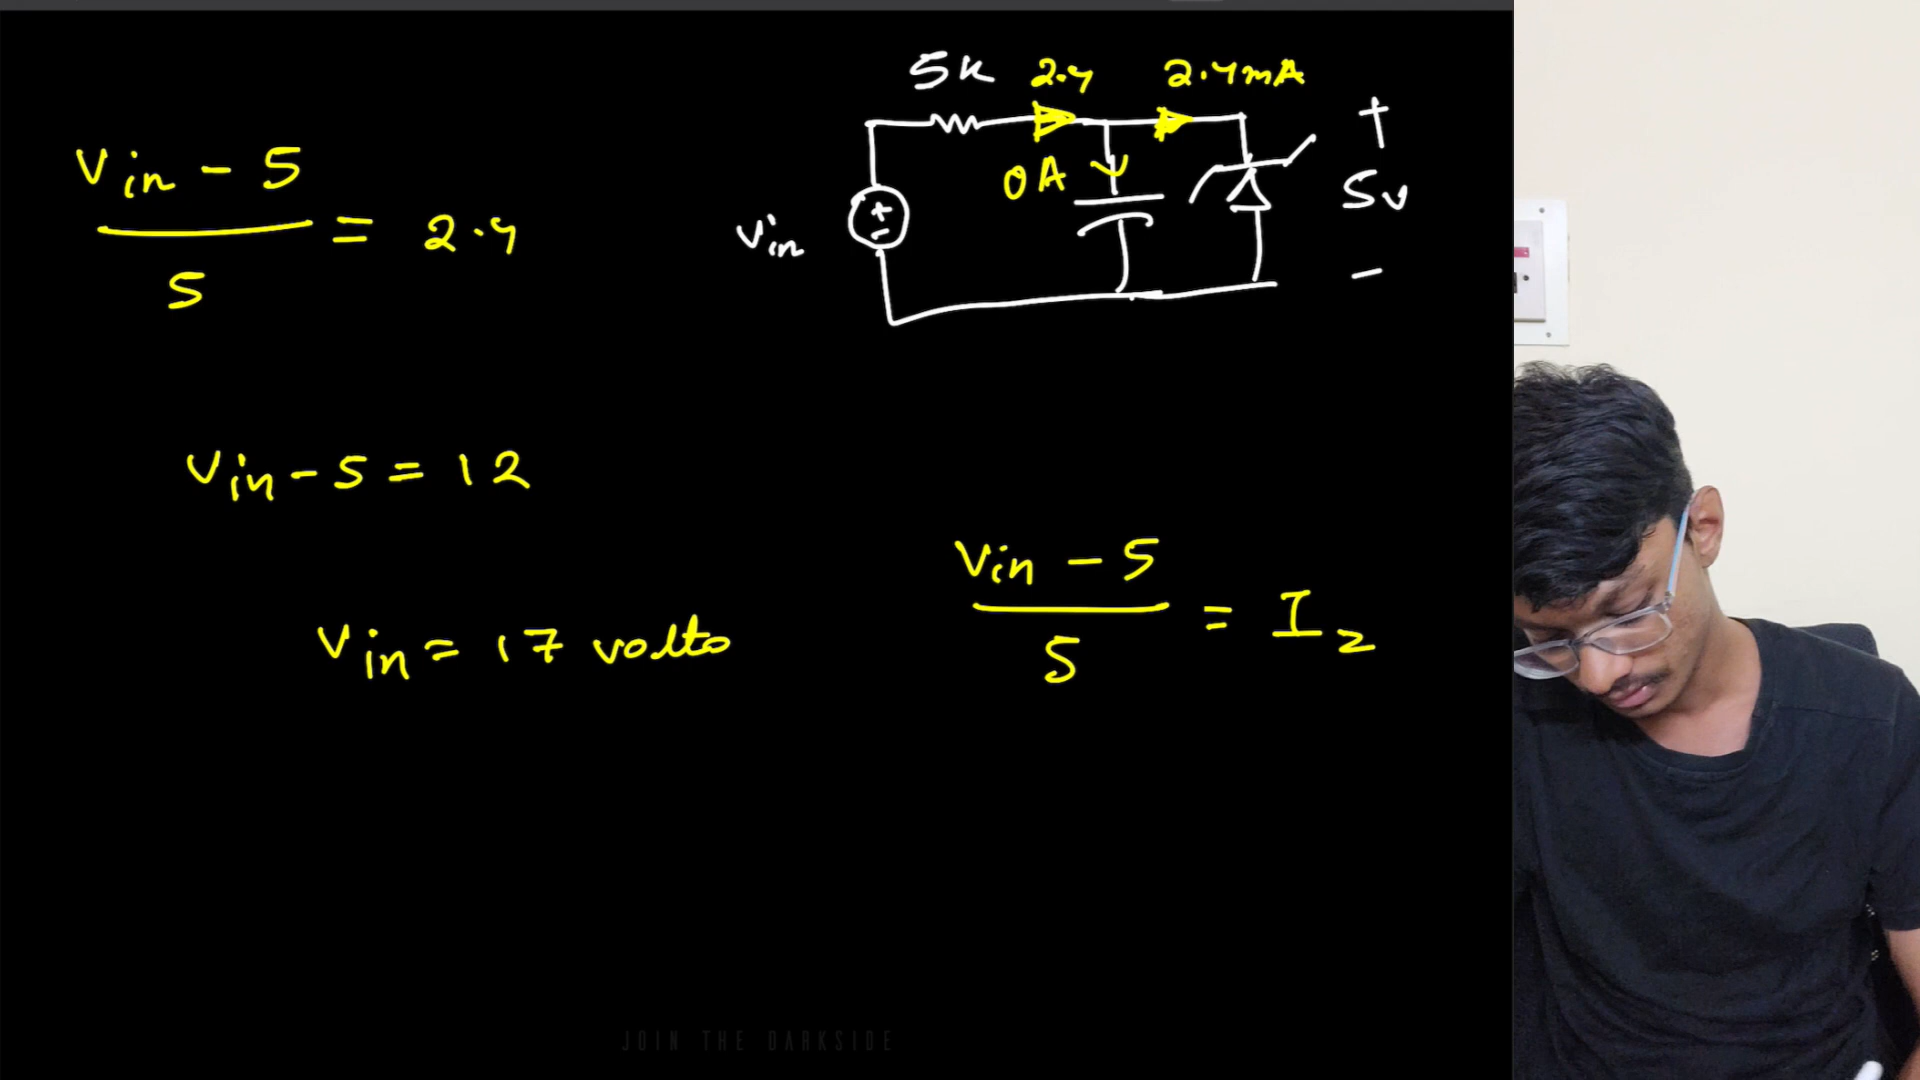 Vin - 5
5
= 2.4
Vin - 5 = 12
Vin = 17 volts
5k 2.4 2.4mA
+
0A
5v
Vin
+
-
-
Vin - 5
5
= I2
JOIN THE DARKSIDE